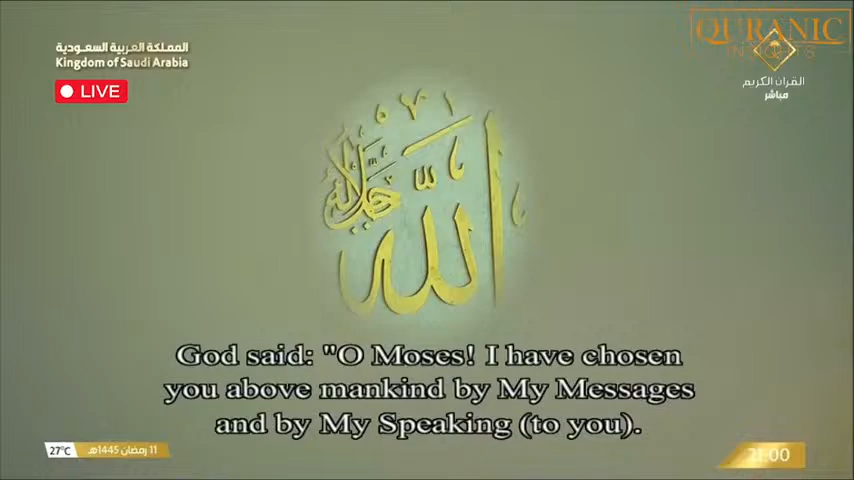 المملكة العربية السعودية
Kingdom of Saudi Arabia
LIVE
QURANIC
INSIGHTS
القرآن الكريم
مباشر
الله
جل جلاله
God said: "O Moses! I have chosen
you above mankind by My Messages
and by My Speaking (to you).
27°C
11 رمضان 1445هـ
21:00